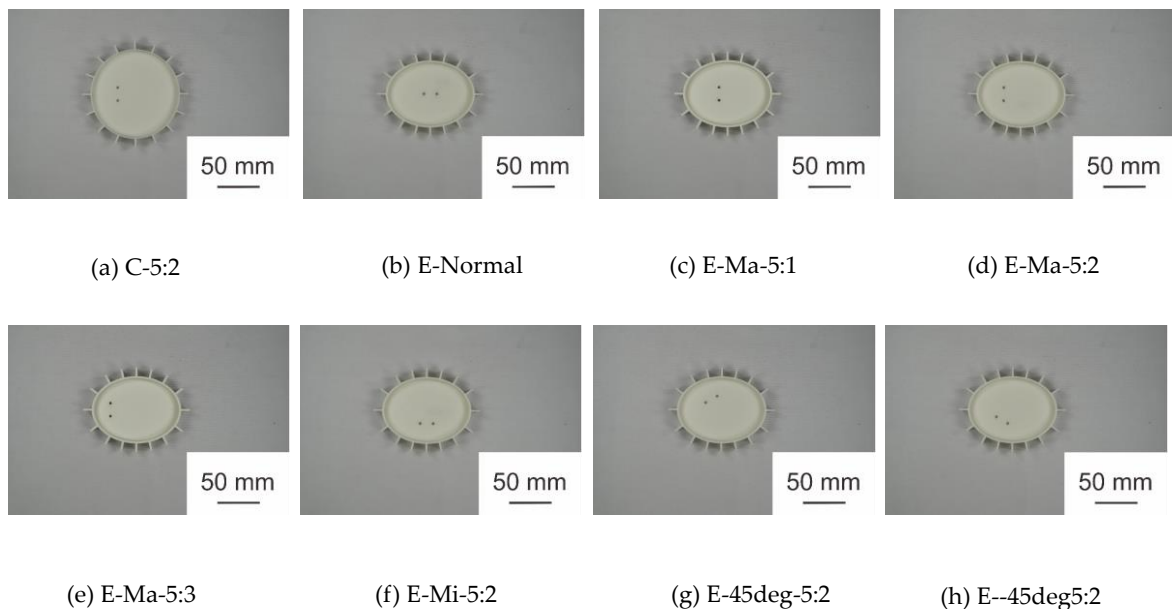 50 mm 50 mm 50 mm 50 mm
(a) C-5:2 (b) E-Normal (c) E-Ma-5:1 (d) E-Ma-5:2
50 mm 50 mm 50 mm 50 mm
(e) E-Ma-5:3 (f) E-Mi-5:2 (g) E-45deg-5:2 (h) E--45deg5:2